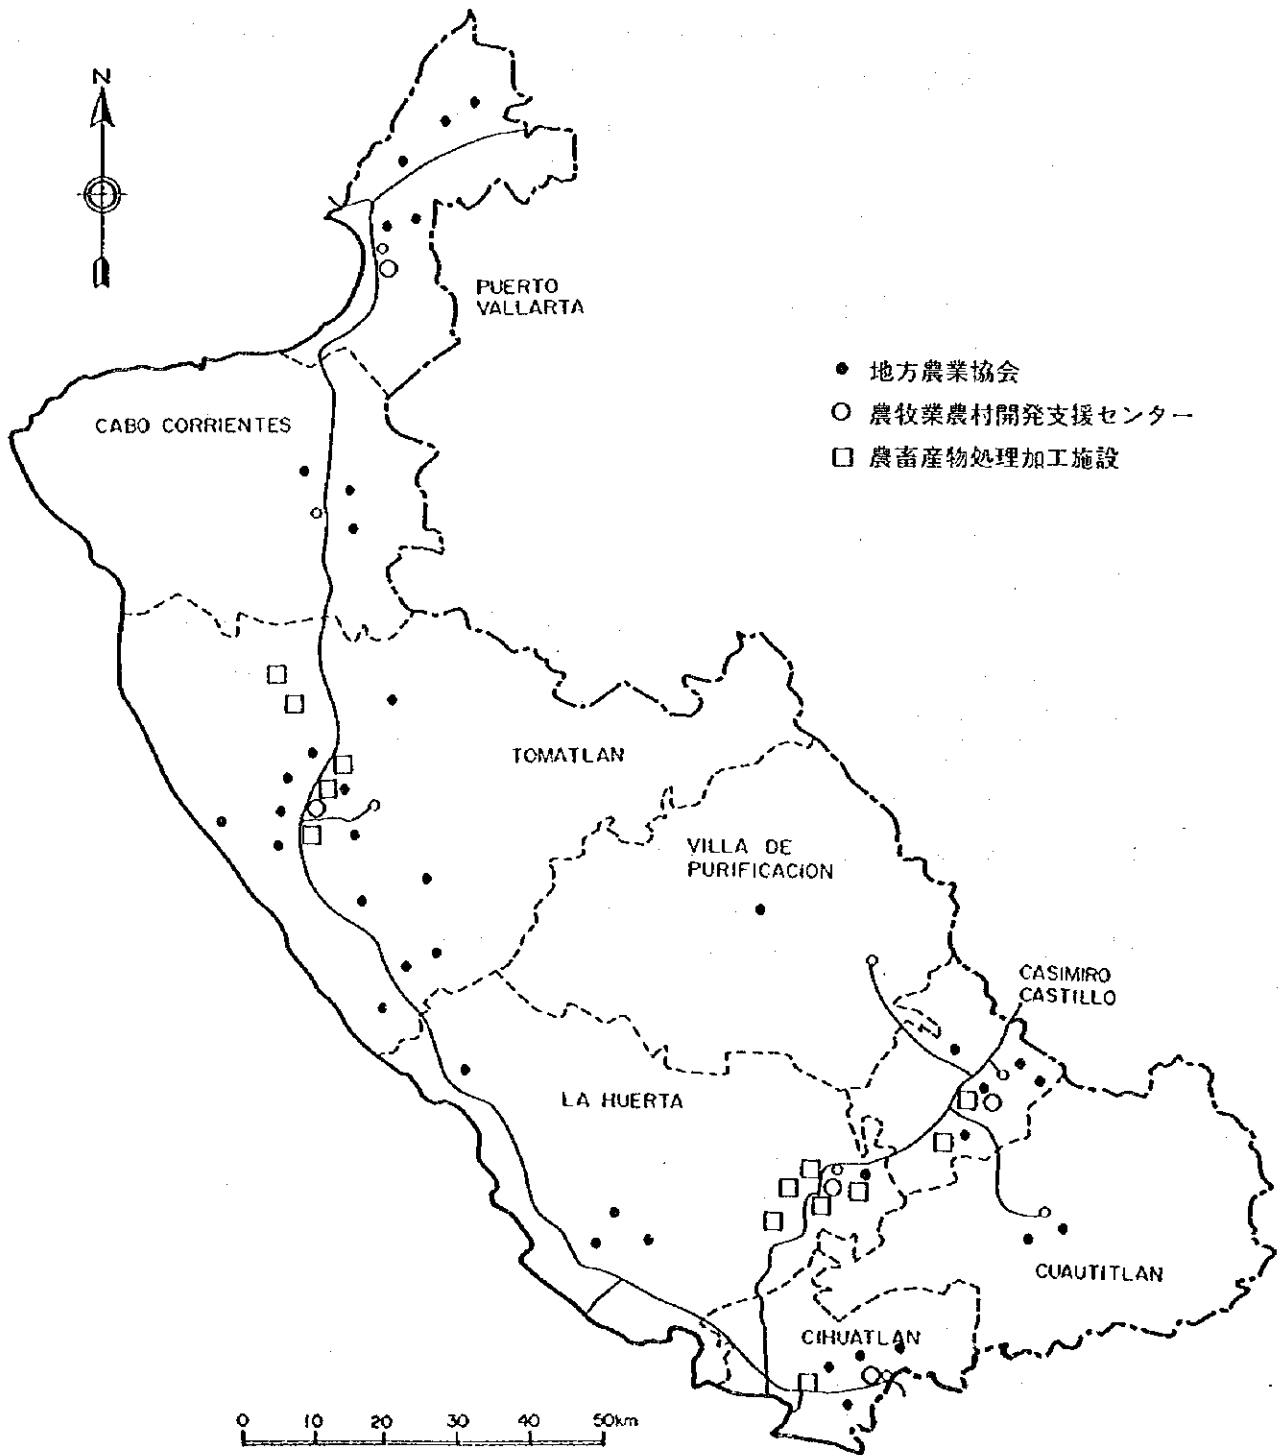 N
PUERTO
VALLARTA
● 地方農業協会
○ 農牧業農村開発支援センター
□ 農畜産物処理加工施設
CABO CORRIENTES
TOMATLAN
VILLA DE
PURIFICACION
CASIMIRO
CASTILLO
LA HUERTA
CUAUTITLAN
CIHUATLAN
0 10 20 30 40 50km